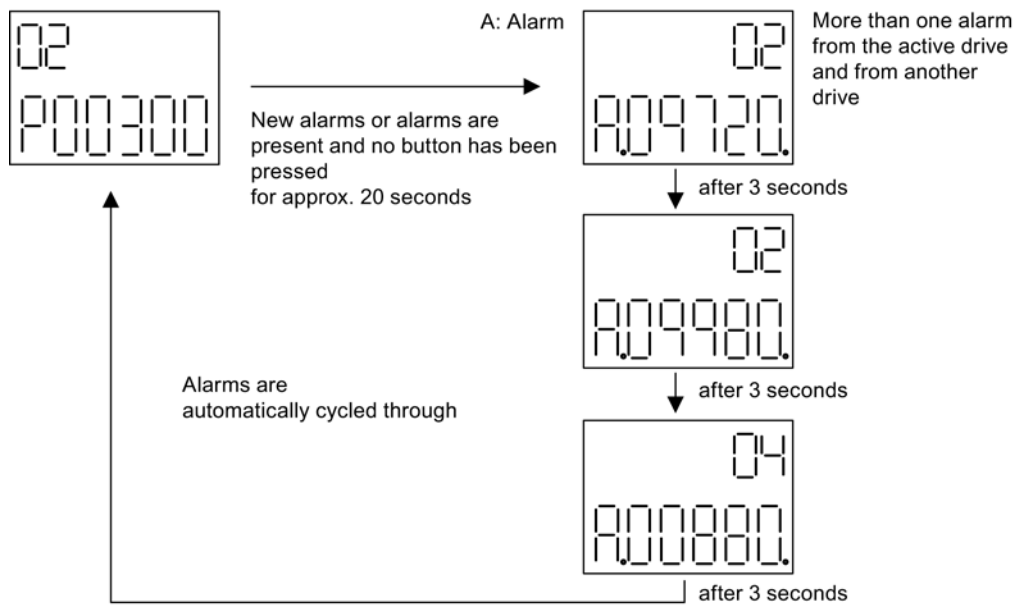 02
P00300
A: Alarm
02
A.09720.
More than one alarm
from the active drive
and from another
drive
New alarms or alarms are
present and no button has been
pressed
for approx. 20 seconds
after 3 seconds
02
A.09980.
Alarms are
automatically cycled through
after 3 seconds
04
A.00880.
after 3 seconds